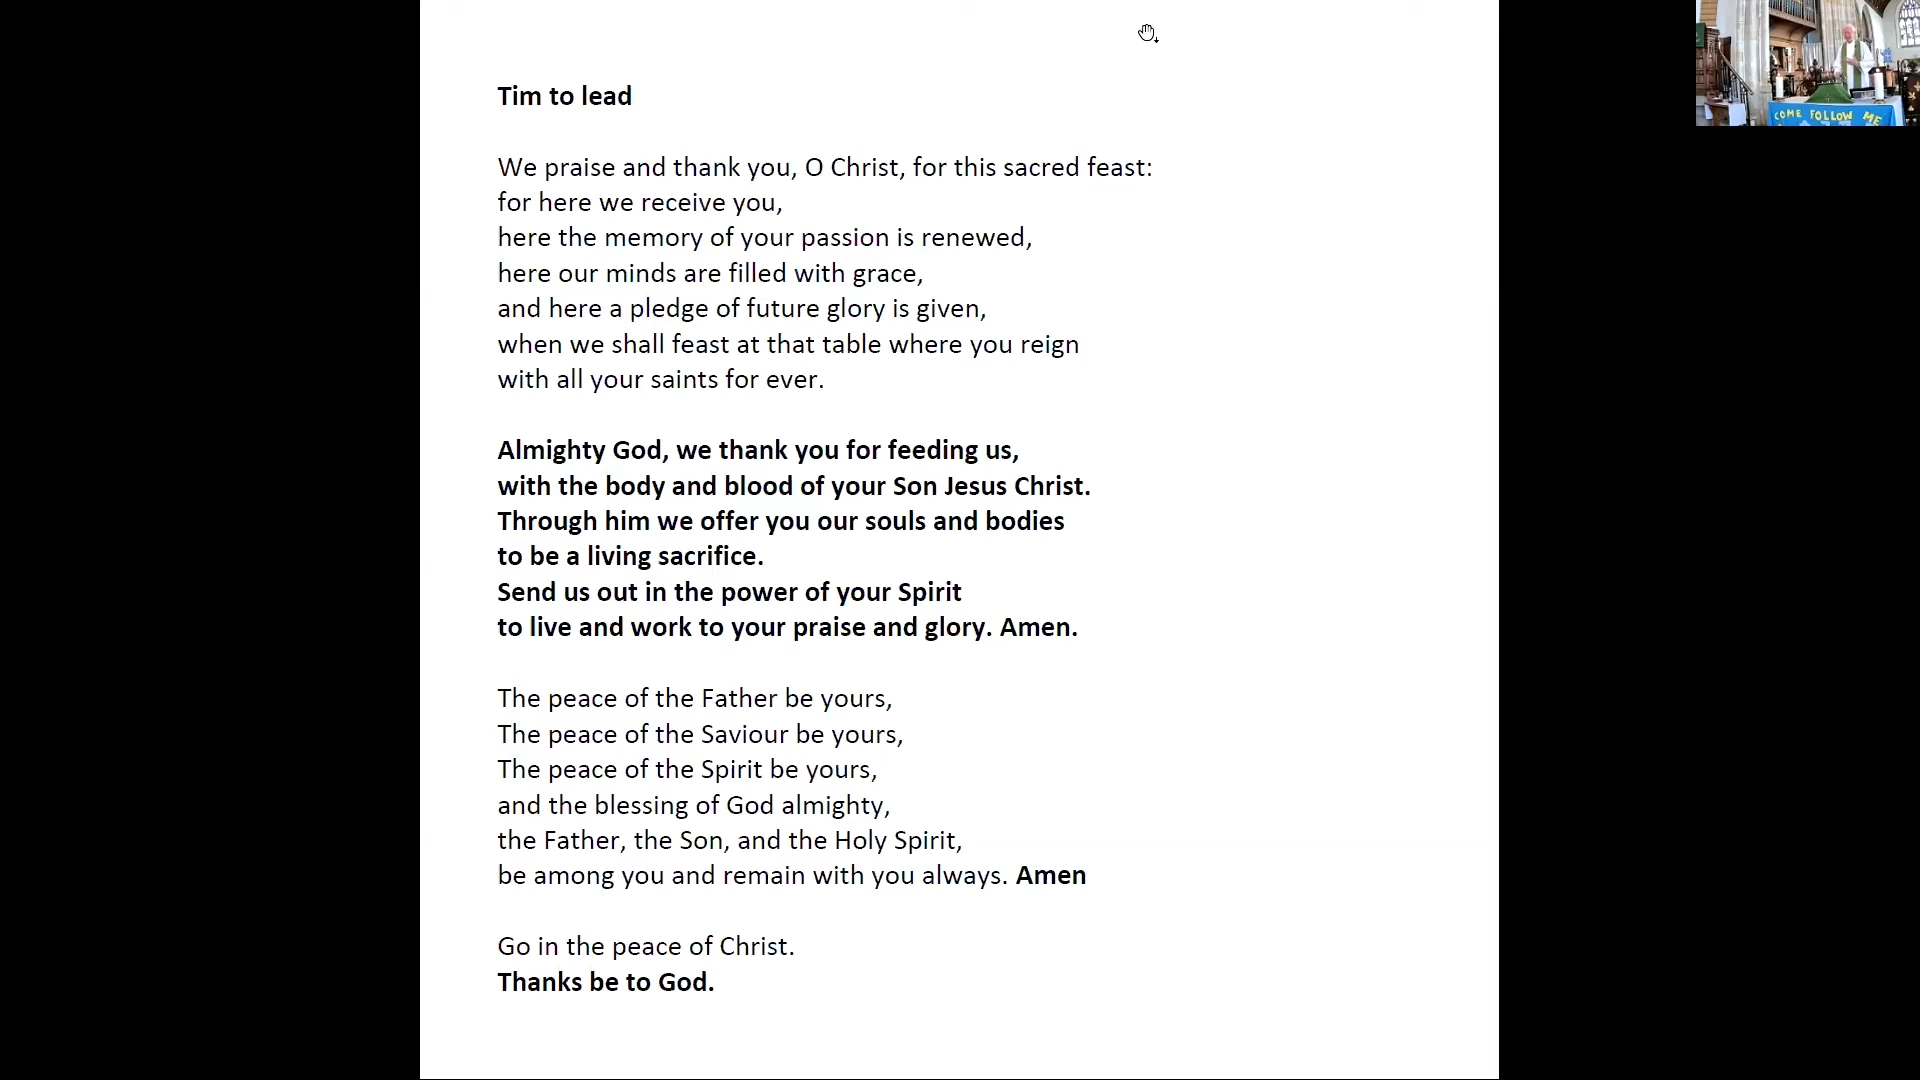 Tim to lead
We praise and thank you, O Christ, for this sacred feast:
for here we receive you,
here the memory of your passion is renewed,
here our minds are filled with grace,
and here a pledge of future glory is given,
when we shall feast at that table where you reign
with all your saints for ever.
Almighty God, we thank you for feeding us,
with the body and blood of your Son Jesus Christ.
Through him we offer you our souls and bodies
to be a living sacrifice.
Send us out in the power of your Spirit
to live and work to your praise and glory. Amen.
The peace of the Father be yours,
The peace of the Saviour be yours,
The peace of the Spirit be yours,
and the blessing of God almighty,
the Father, the Son, and the Holy Spirit,
be among you and remain with you always. Amen
Go in the peace of Christ.
Thanks be to God.
COME FOLLOW ME